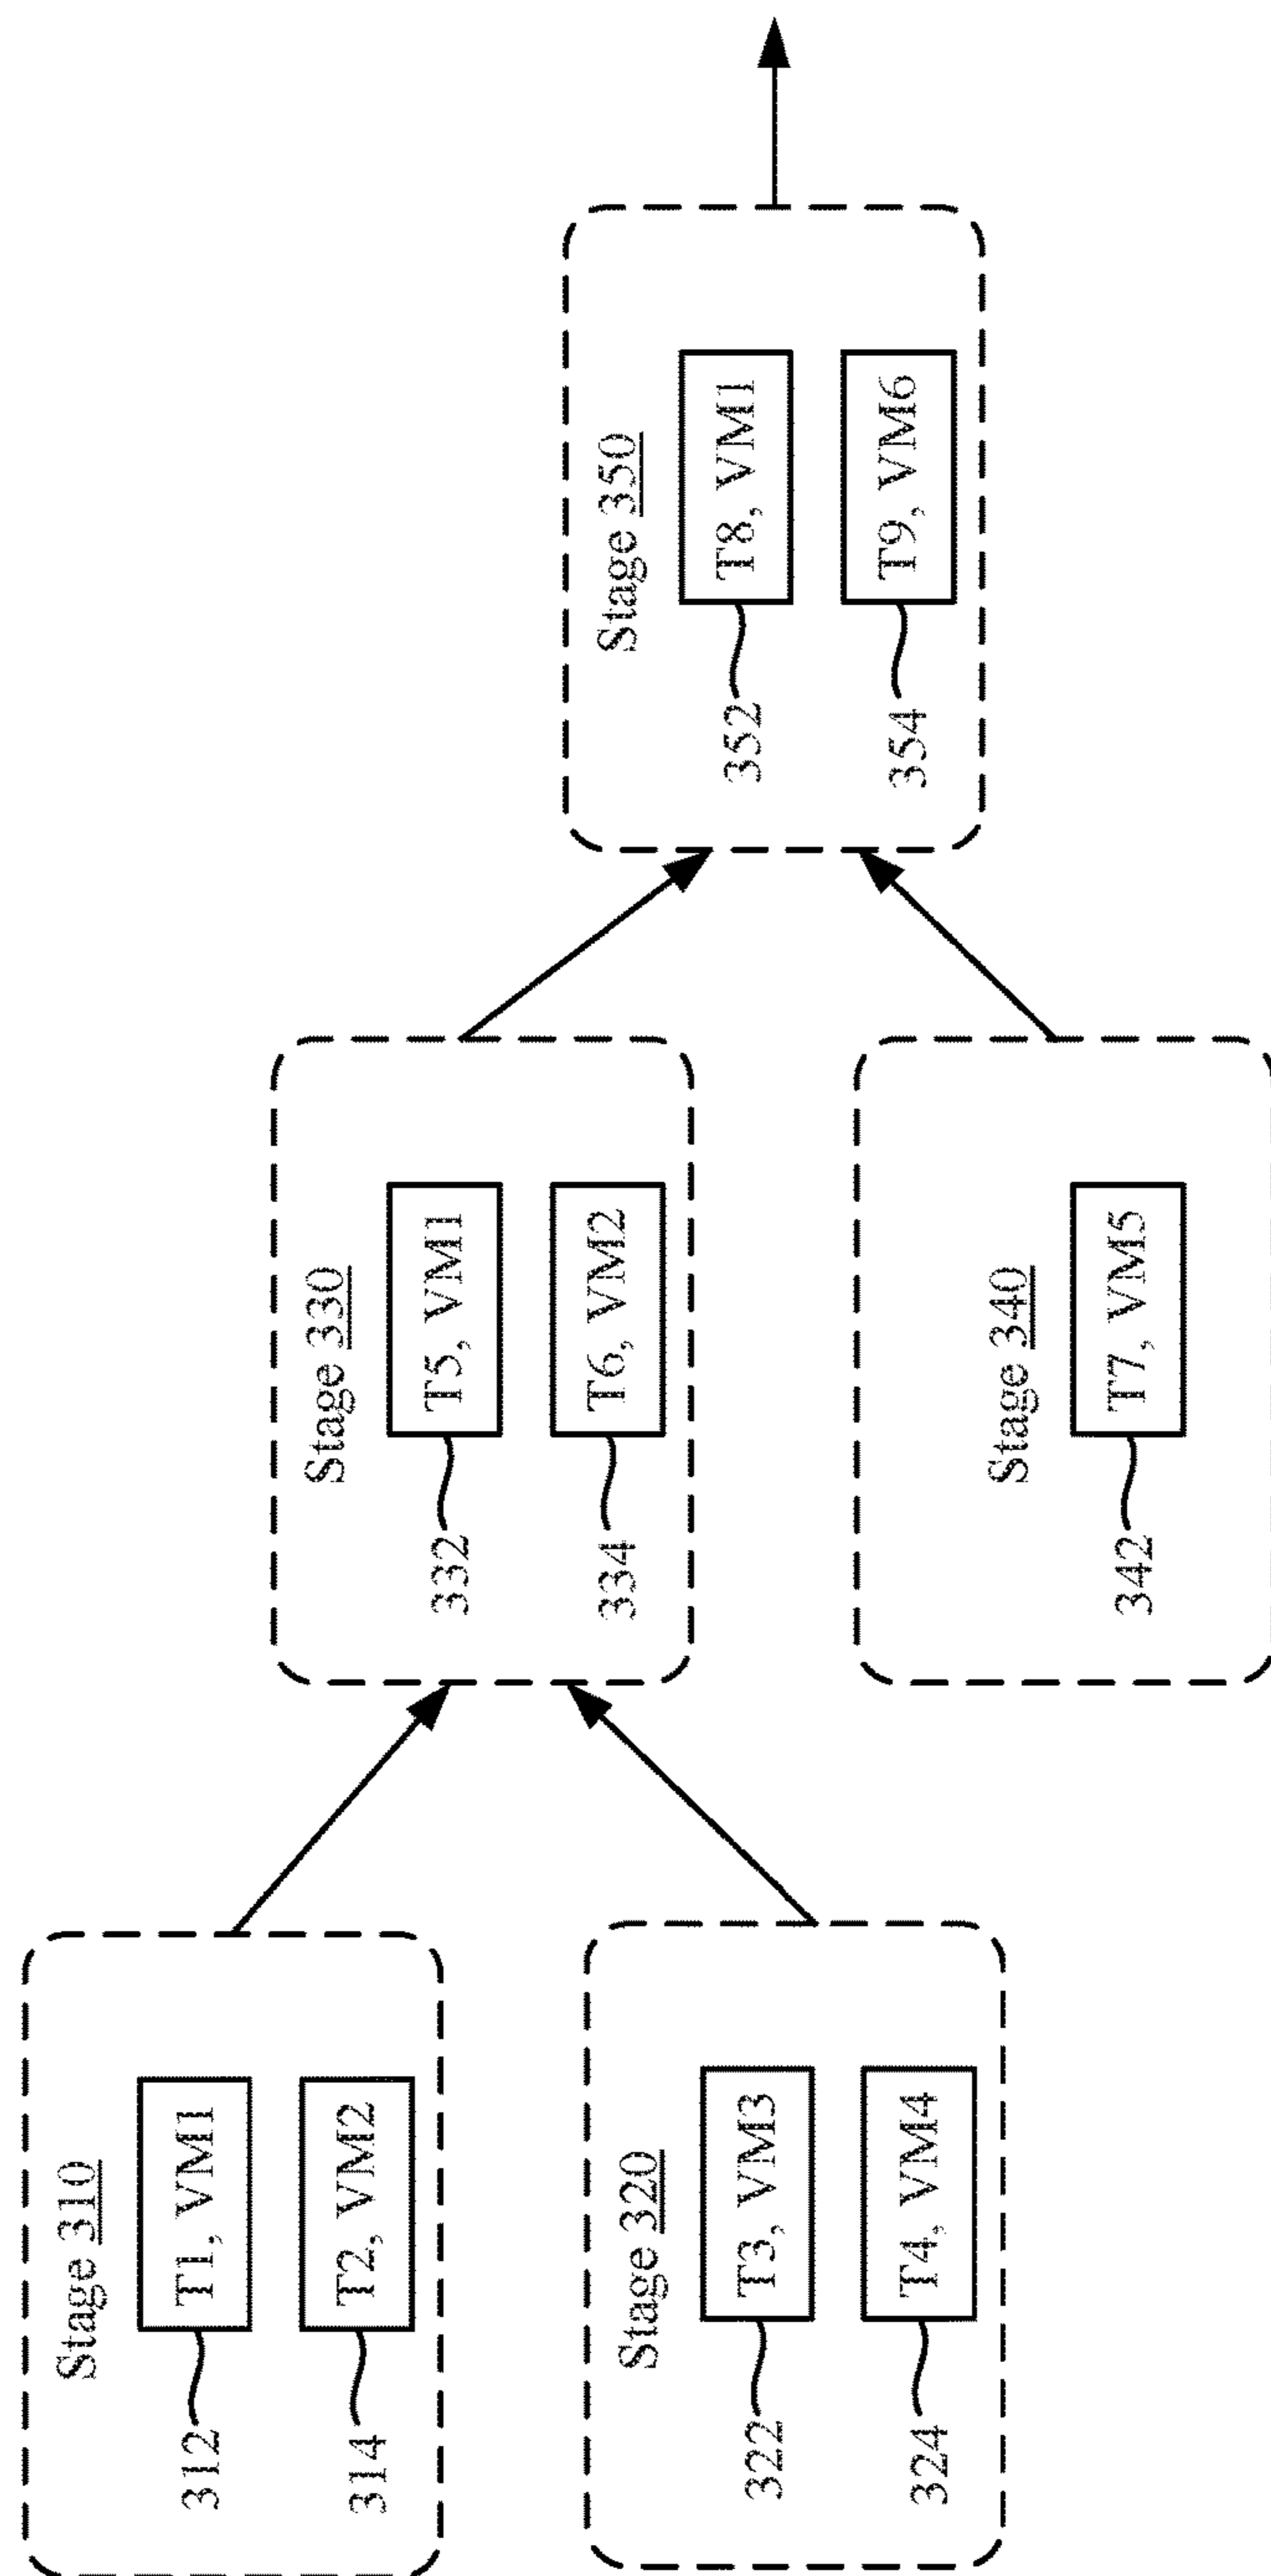 Stage 310
312
T1, VM1
314
T2, VM2
Stage 320
322
T3, VM3
324
T4, VM4
Stage 330
332
T5, VM1
334
T6, VM2
Stage 340
342
T7, VM5
Stage 350
352
T8, VM1
354
T9, VM6